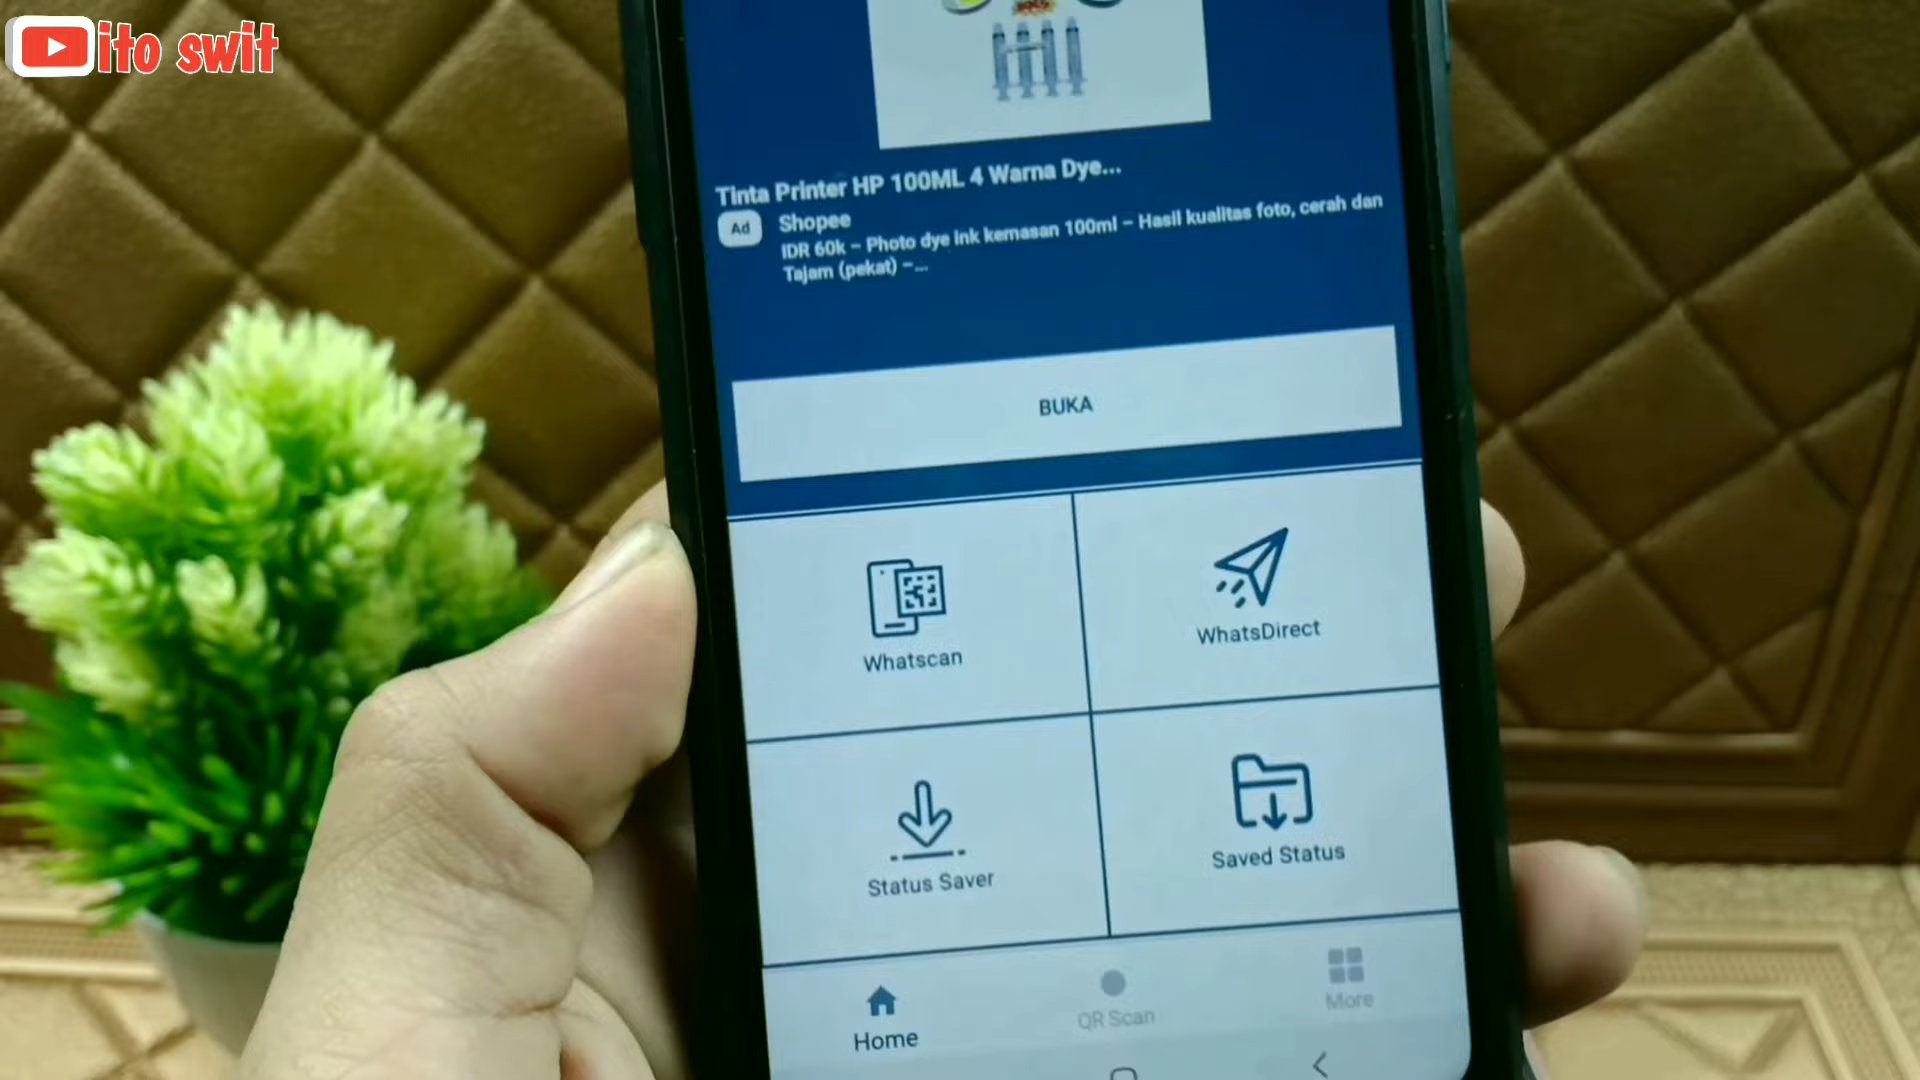 ito swit
Tinta Printer HP 100ML 4 Warna Dye...
Ad
Shopee
IDR 60k – Photo dye ink kemasan 100ml – Hasil kualitas foto, cerah dan
Tajam (pekat) –...
BUKA
Whatscan
WhatsDirect
Status Saver
Saved Status
Home
QR Scan
More